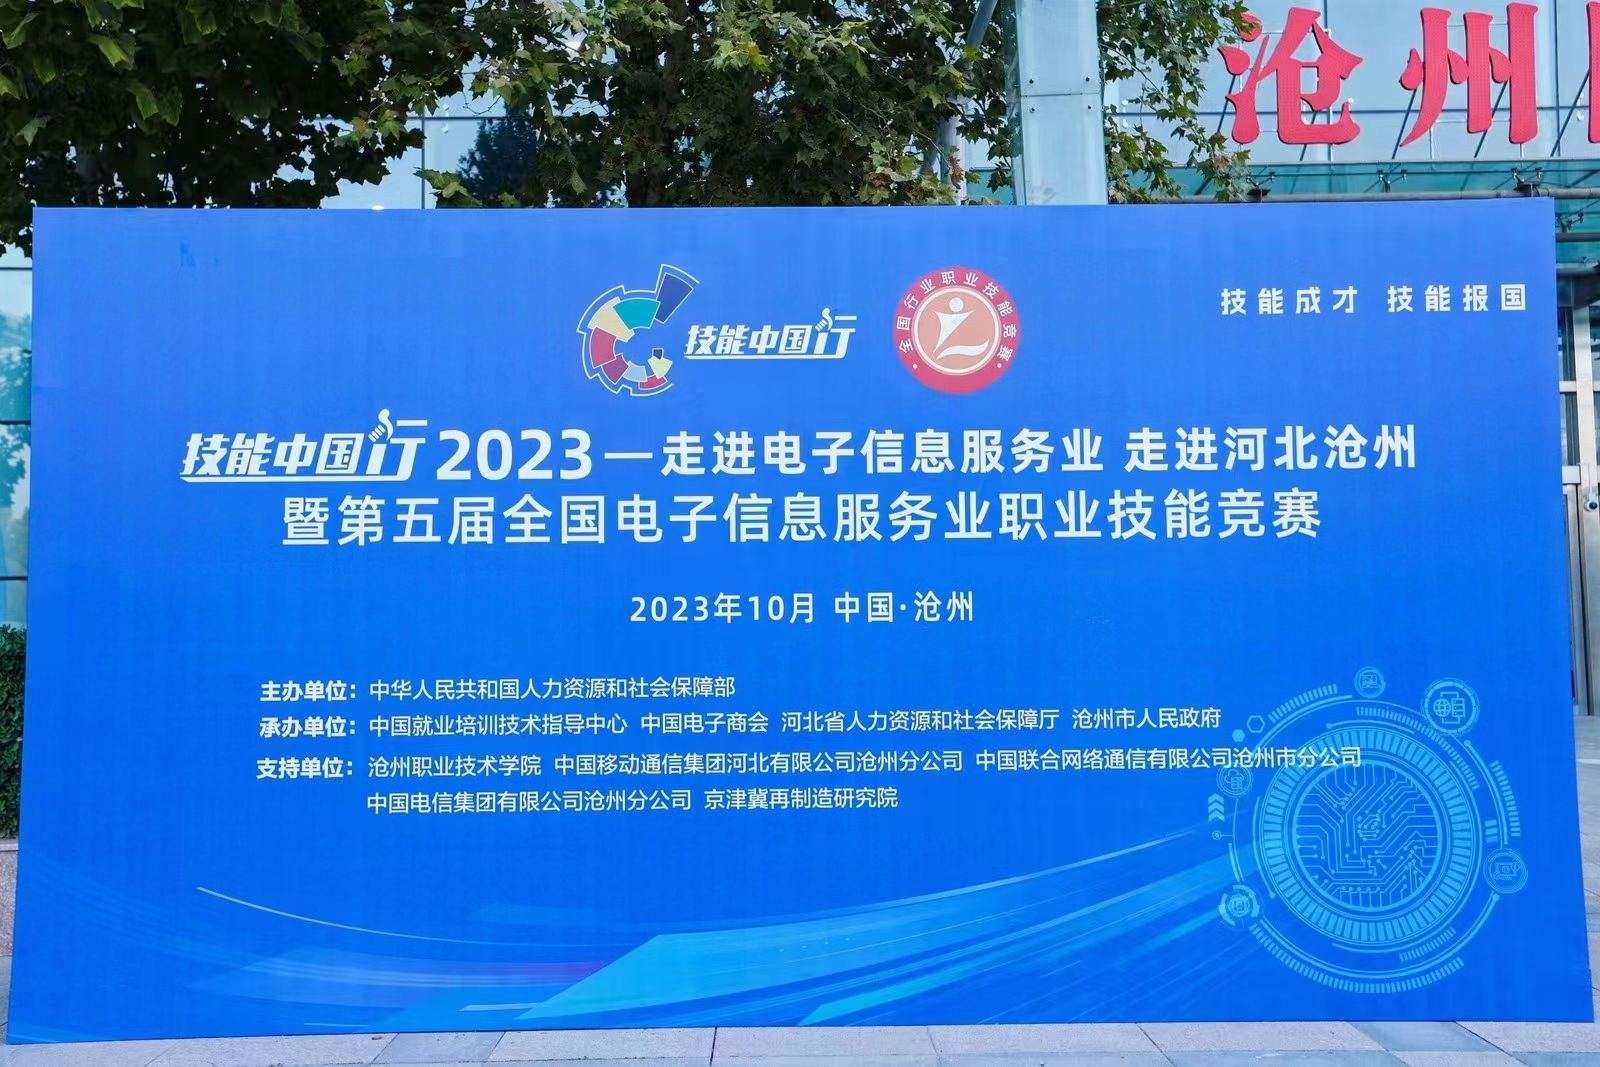 沧州
技能中国行
全国行业职业技能竞赛
技能成才 技能报国
技能中国行2023—走进电子信息服务业 走进河北沧州
暨第五届全国电子信息服务业职业技能竞赛
2023年10月 中国·沧州
主办单位：中华人民共和国人力资源和社会保障部
承办单位：中国就业培训技术指导中心 中国电子商会 河北省人力资源和社会保障厅 沧州市人民政府
支持单位：沧州职业技术学院 中国移动通信集团河北有限公司沧州分公司 中国联合网络通信有限公司沧州市分公司
中国电信集团有限公司沧州分公司 京津冀再制造研究院